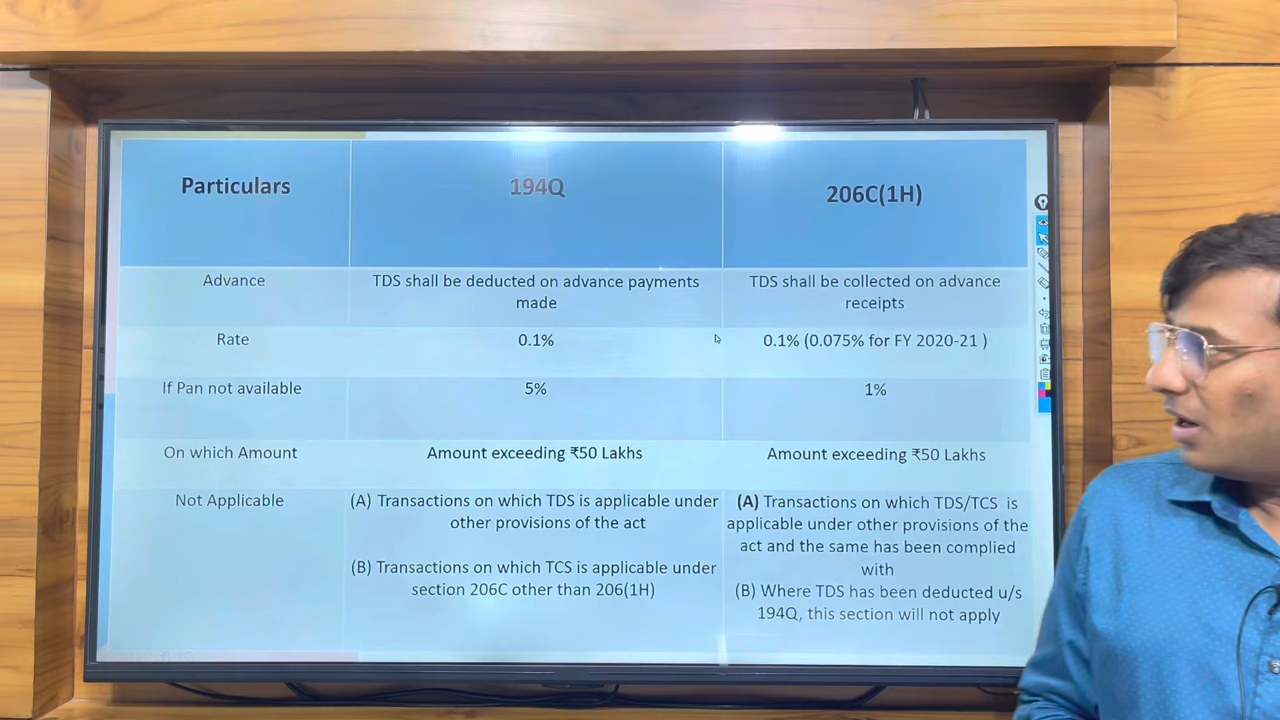 Particulars
194Q
206C(1H)
Advance
TDS shall be deducted on advance payments
made
TDS shall be collected on advance
receipts
Rate
0.1%
0.1% (0.075% for FY 2020-21 )
If Pan not available
5%
1%
On which Amount
Amount exceeding ₹50 Lakhs
Amount exceeding ₹50 Lakhs
Not Applicable
(A) Transactions on which TDS is applicable under
other provisions of the act
(B) Transactions on which TCS is applicable under
section 206C other than 206(1H)
(A) Transactions on which TDS/TCS is
applicable under other provisions of the
act and the same has been complied
with
(B) Where TDS has been deducted u/s
194Q, this section will not apply